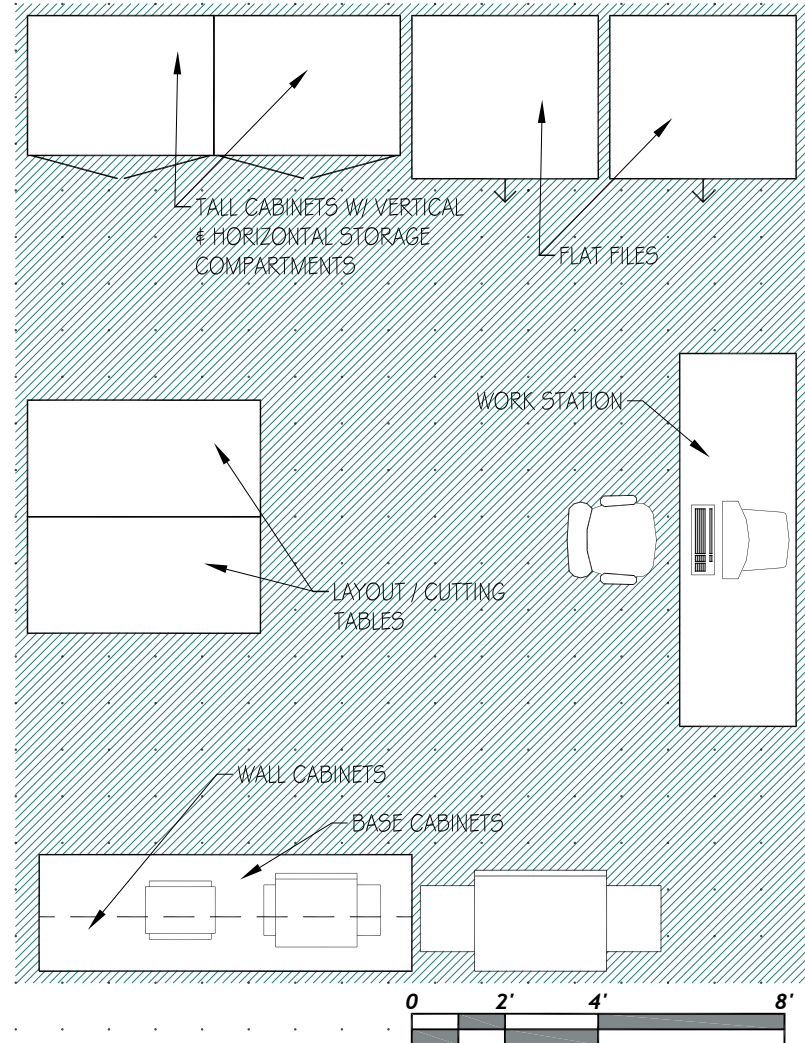 TALL CABINETS W/ VERTICAL
& HORIZONTAL STORAGE
COMPARTMENTS
FLAT FILES
WORK STATION
LAYOUT / CUTTING
TABLES
WALL CABINETS
BASE CABINETS
0 2' 4' 8'